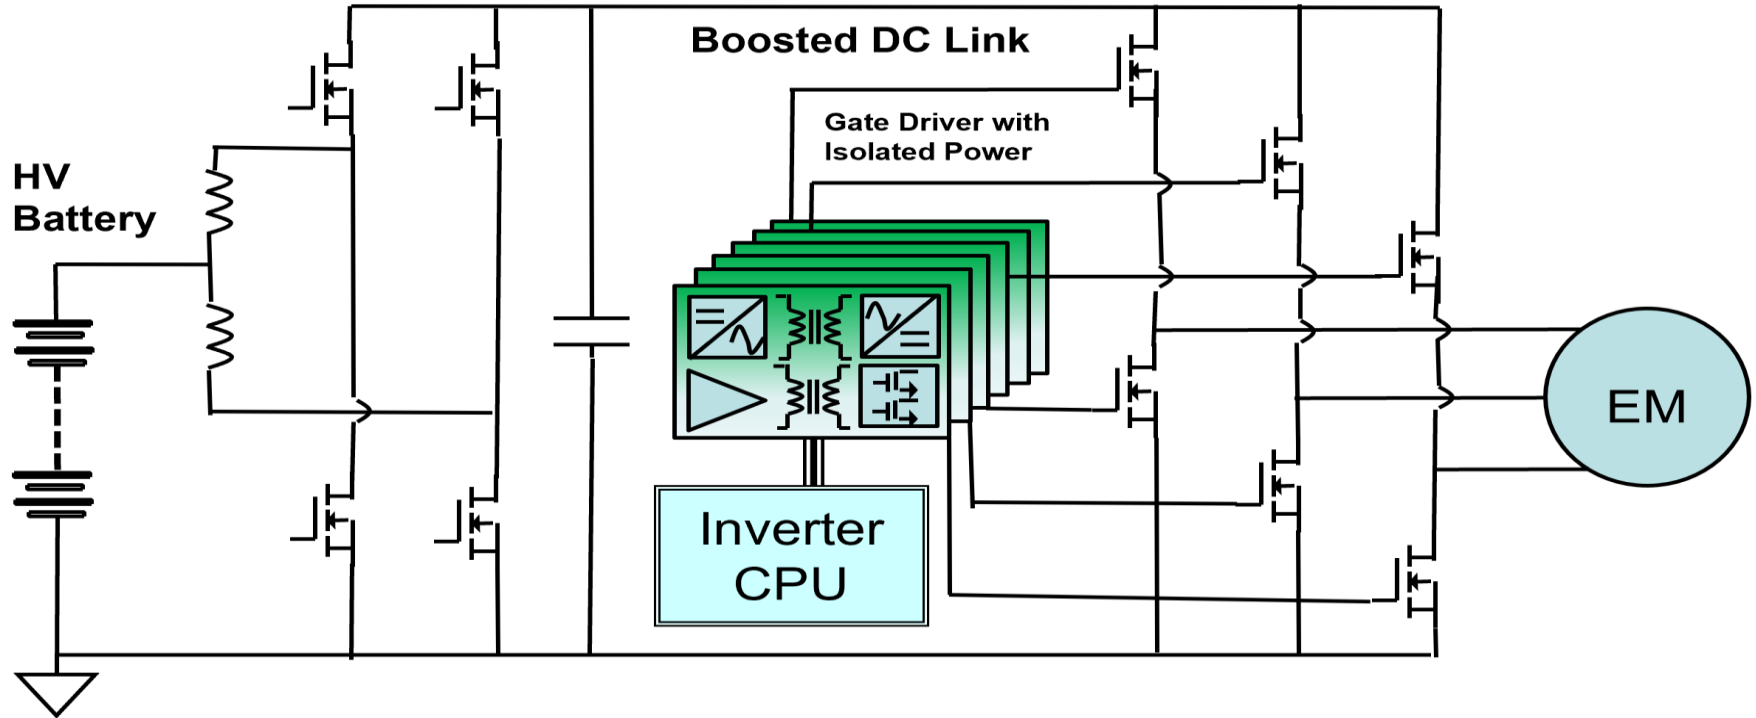 Boosted DC Link
Gate Driver with
Isolated Power
HV
Battery
EM
Inverter
CPU